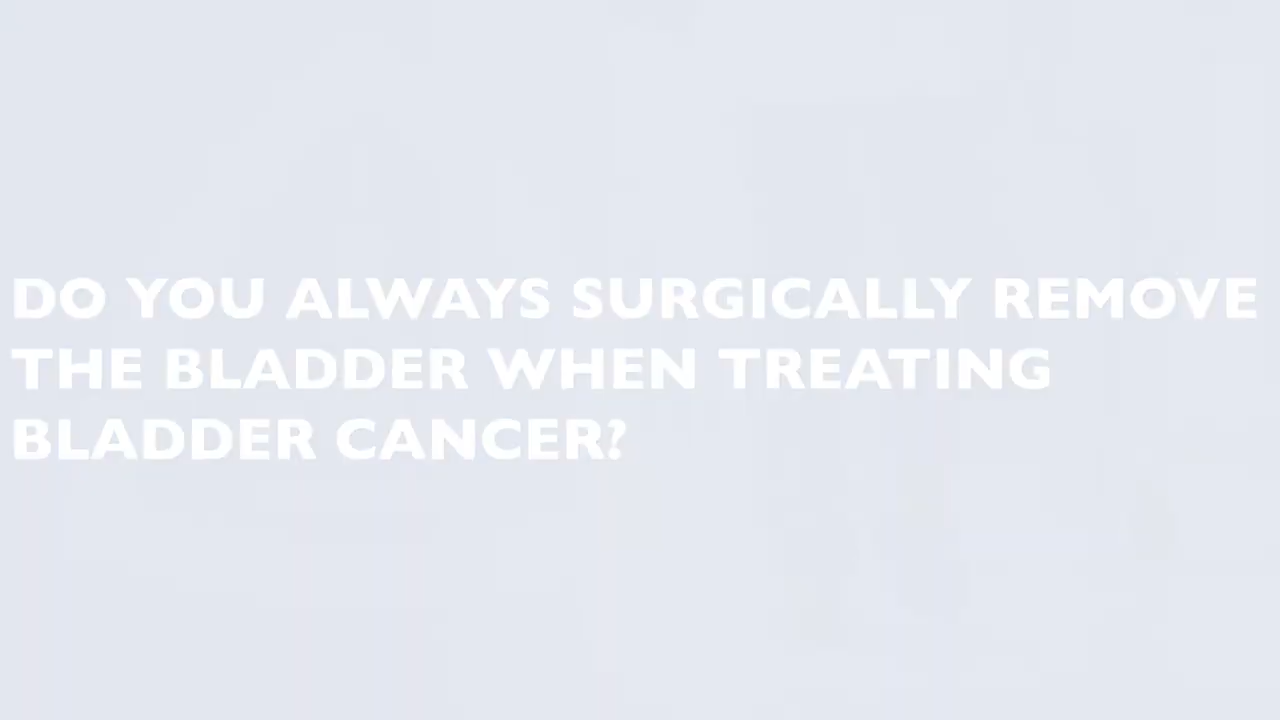 DO YOU ALWAYS SURGICALLY REMOVE
THE BLADDER WHEN TREATING
BLADDER CANCER?